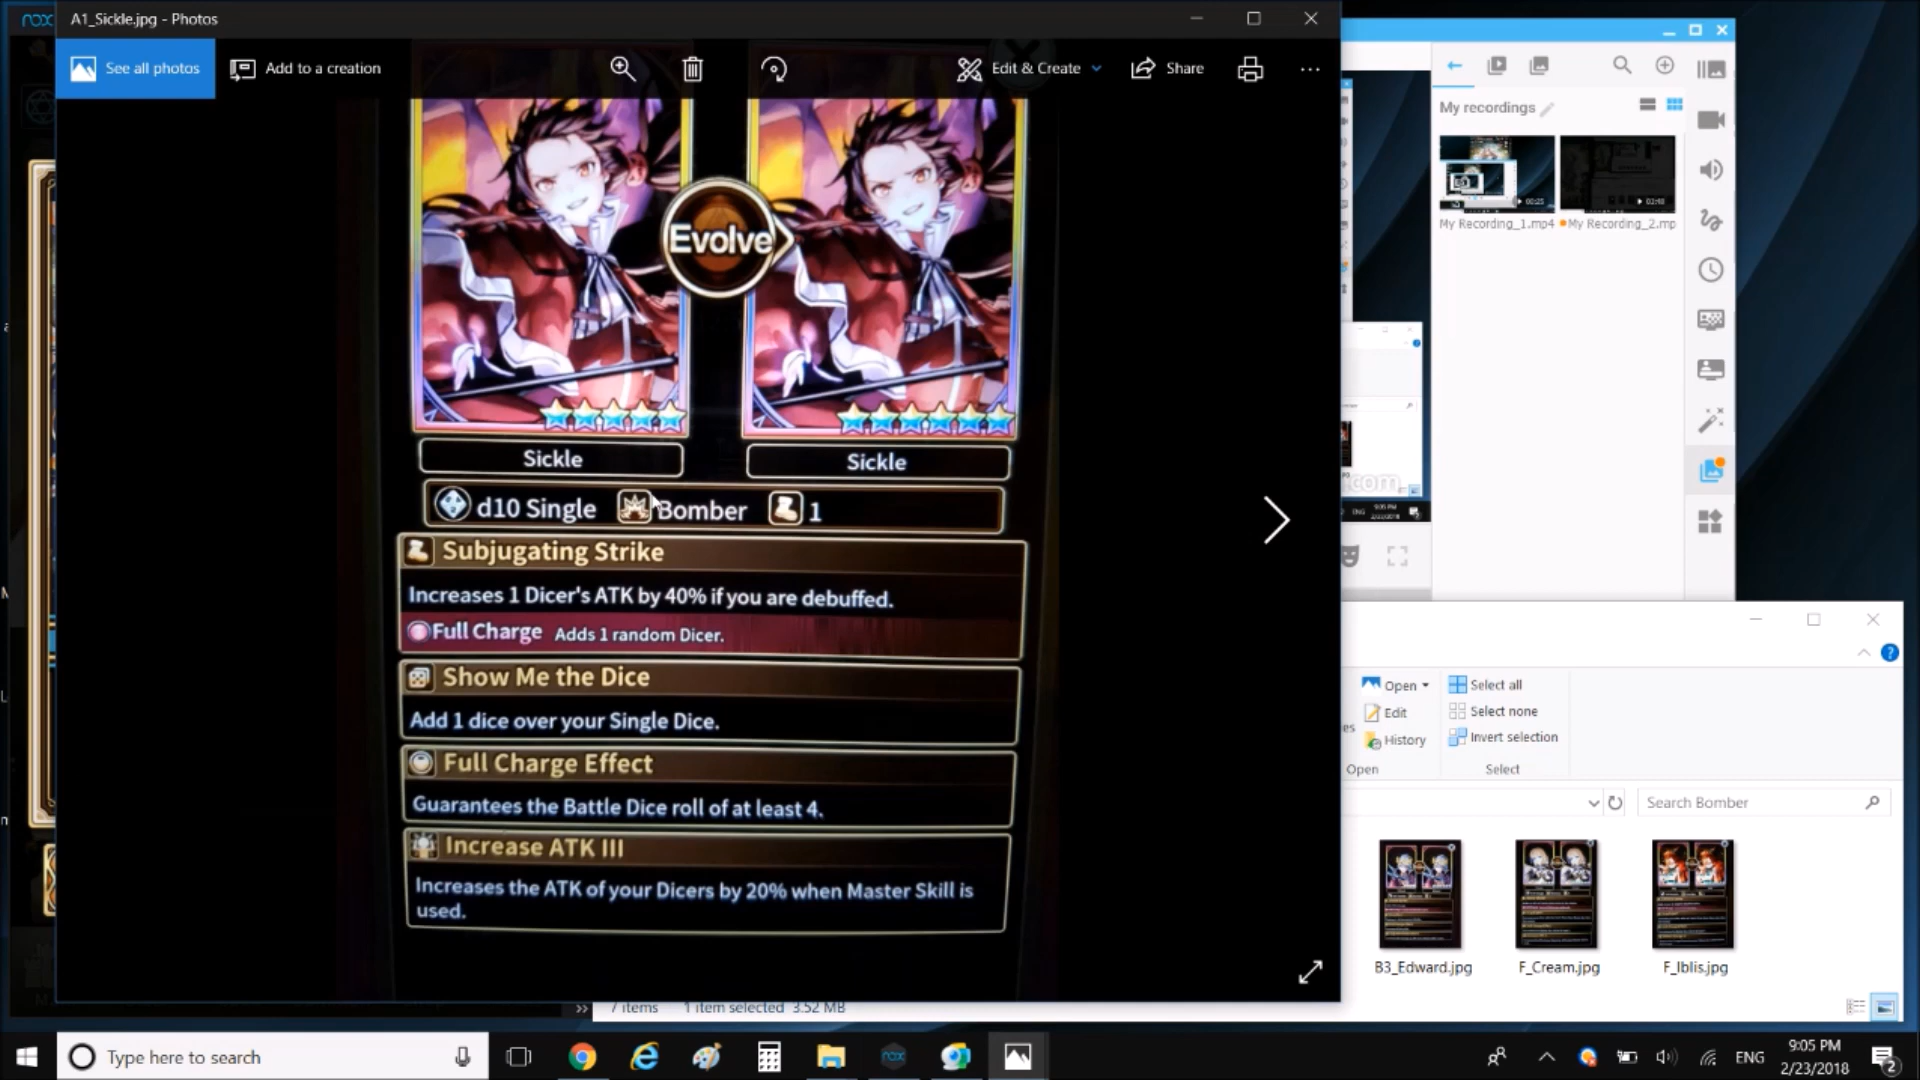 nox
A1_Sickle.jpg - Photos
See all photos
Add to a creation
Edit & Create
Share
Evolve
Sickle
Sickle
d10 Single
Bomber
1
Subjugating Strike
Increases 1 Dicer's ATK by 40% if you are debuffed.
Full Charge Adds 1 random Dicer.
Show Me the Dice
Add 1 dice over your Single Dice.
Full Charge Effect
Guarantees the Battle Dice roll of at least 4.
Increase ATK III
Increases the ATK of your Dicers by 20% when Master Skill is
used.
My recordings
00:25
My Recording_1.mp4
My Recording_2.mp
.com
Open
Edit
History
Open
Select all
Select none
Invert selection
Select
Search Bomber
B3_Edward.jpg
F_Cream.jpg
F_Iblis.jpg
7 items
1 item selected 3.52 MB
Type here to search
nox
ENG
9:05 PM
2/23/2018
2